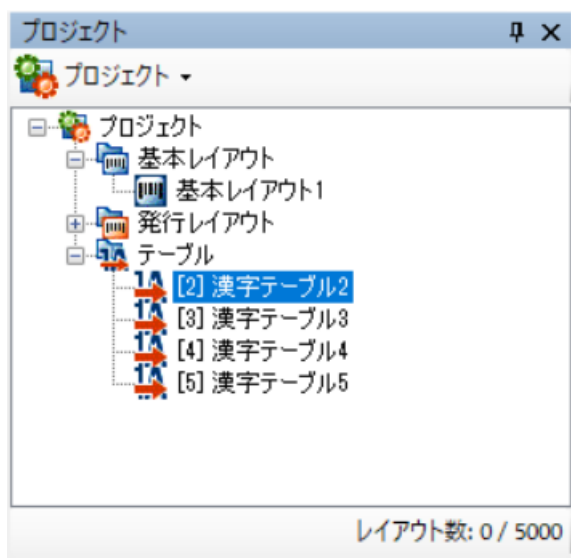 プロジェクト
プロジェクト
プロジェクト
基本レイアウト
基本レイアウト1
発行レイアウト
テーブル
[2] 漢字テーブル2
[3] 漢字テーブル3
[4] 漢字テーブル4
[5] 漢字テーブル5
レイアウト数: 0 / 5000